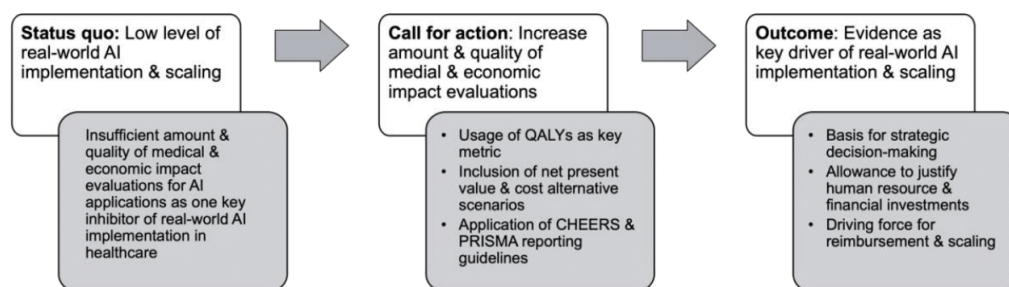 Status quo: Low level of
real-world AI
implementation & scaling
Insufficient amount &
quality of medical &
economic impact
evaluations for AI
applications as one key
inhibitor of real-world AI
implementation in
healthcare
Call for action: Increase
amount & quality of
medial & economic
impact evaluations
• Usage of QALYs as key
metric
• Inclusion of net present
value & cost alternative
scenarios
• Application of CHEERS &
PRISMA reporting
guidelines
Outcome: Evidence as
key driver of real-world AI
implementation & scaling
• Basis for strategic
decision-making
• Allowance to justify
human resource &
financial investments
• Driving force for
reimbursement & scaling